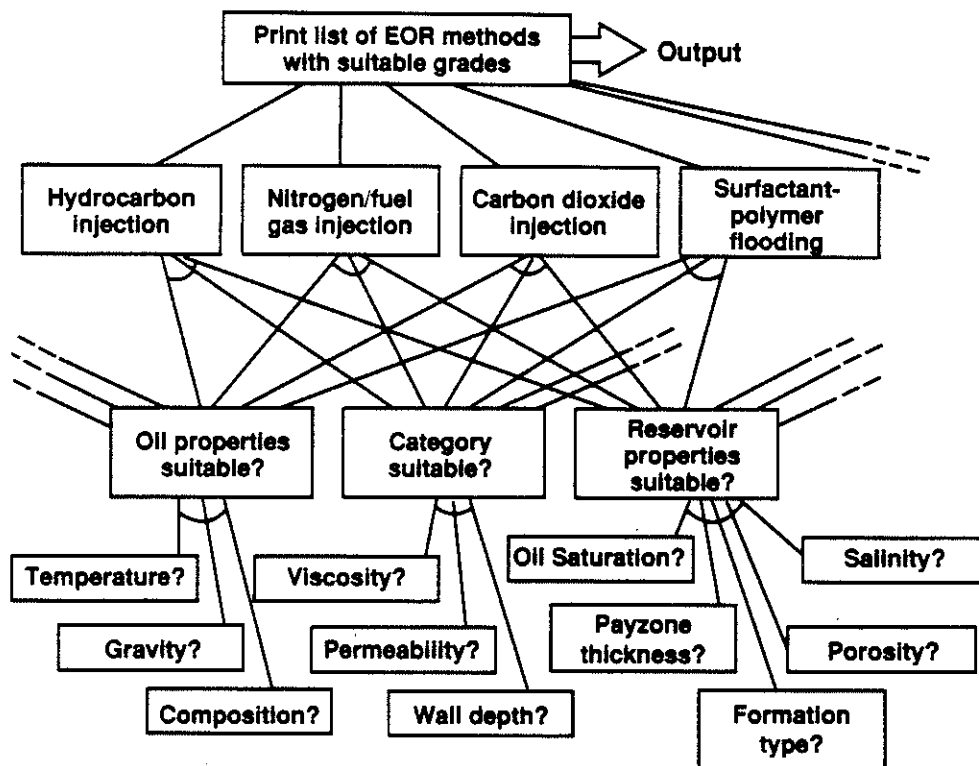 Print list of EOR methods
with suitable grades
Output
Hydrocarbon
injection
Nitrogen/fuel
gas injection
Carbon dioxide
injection
Surfactant-
polymer
flooding
Oil properties
suitable?
Category
suitable?
Reservoir
properties
suitable?
Temperature?
Gravity?
Composition?
Viscosity?
Permeability?
Wall depth?
Oil Saturation?
Payzone
thickness?
Formation
type?
Porosity?
Salinity?